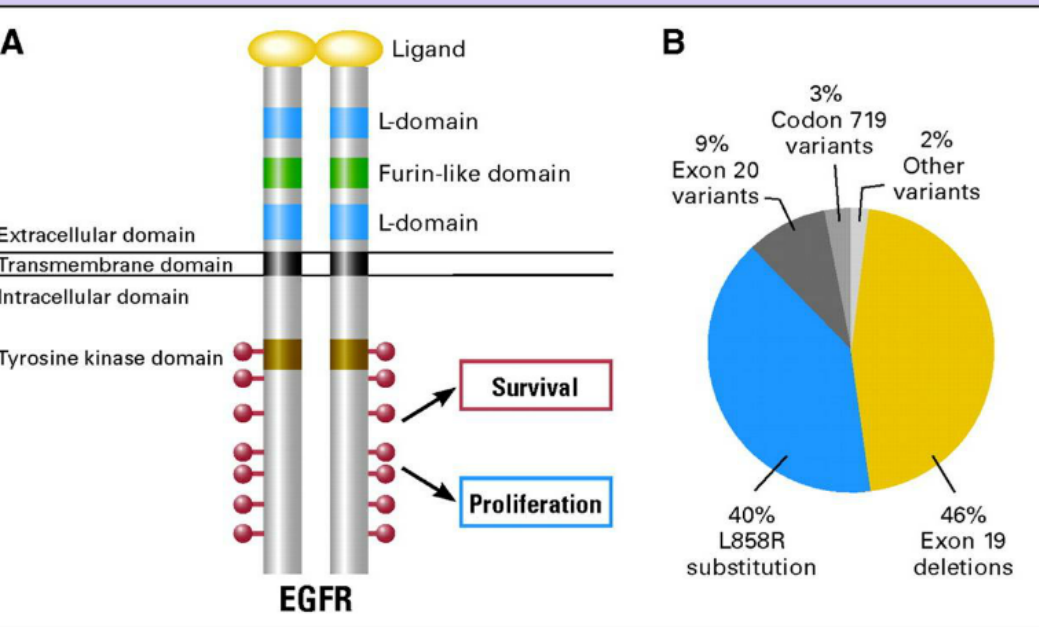 A
Ligand
L-domain
Furin-like domain
L-domain
Extracellular domain
Transmembrane domain
Intracellular domain
Tyrosine kinase domain
Survival
Proliferation
EGFR
B
3%
Codon 719
variants
9%
Exon 20
variants
2%
Other
variants
40%
L858R
substitution
46%
Exon 19
deletions